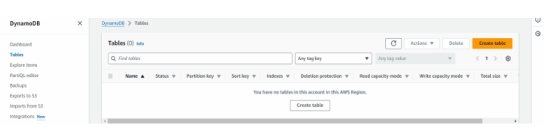 DynamoDB
DynamoDB > Tables
Dashboard
Tables
Explore items
PartiQL editor
Backups
Exports to S3
Imports from S3
Integrations New
Tables (0) Info
Actions
Delete
Create table
Find tables
Any tag key
Any tag value
1
Name Status Partition key Sort key Indexes Deletion protection Read capacity mode Write capacity mode Total size
You have no tables in this account in this AWS Region.
Create table